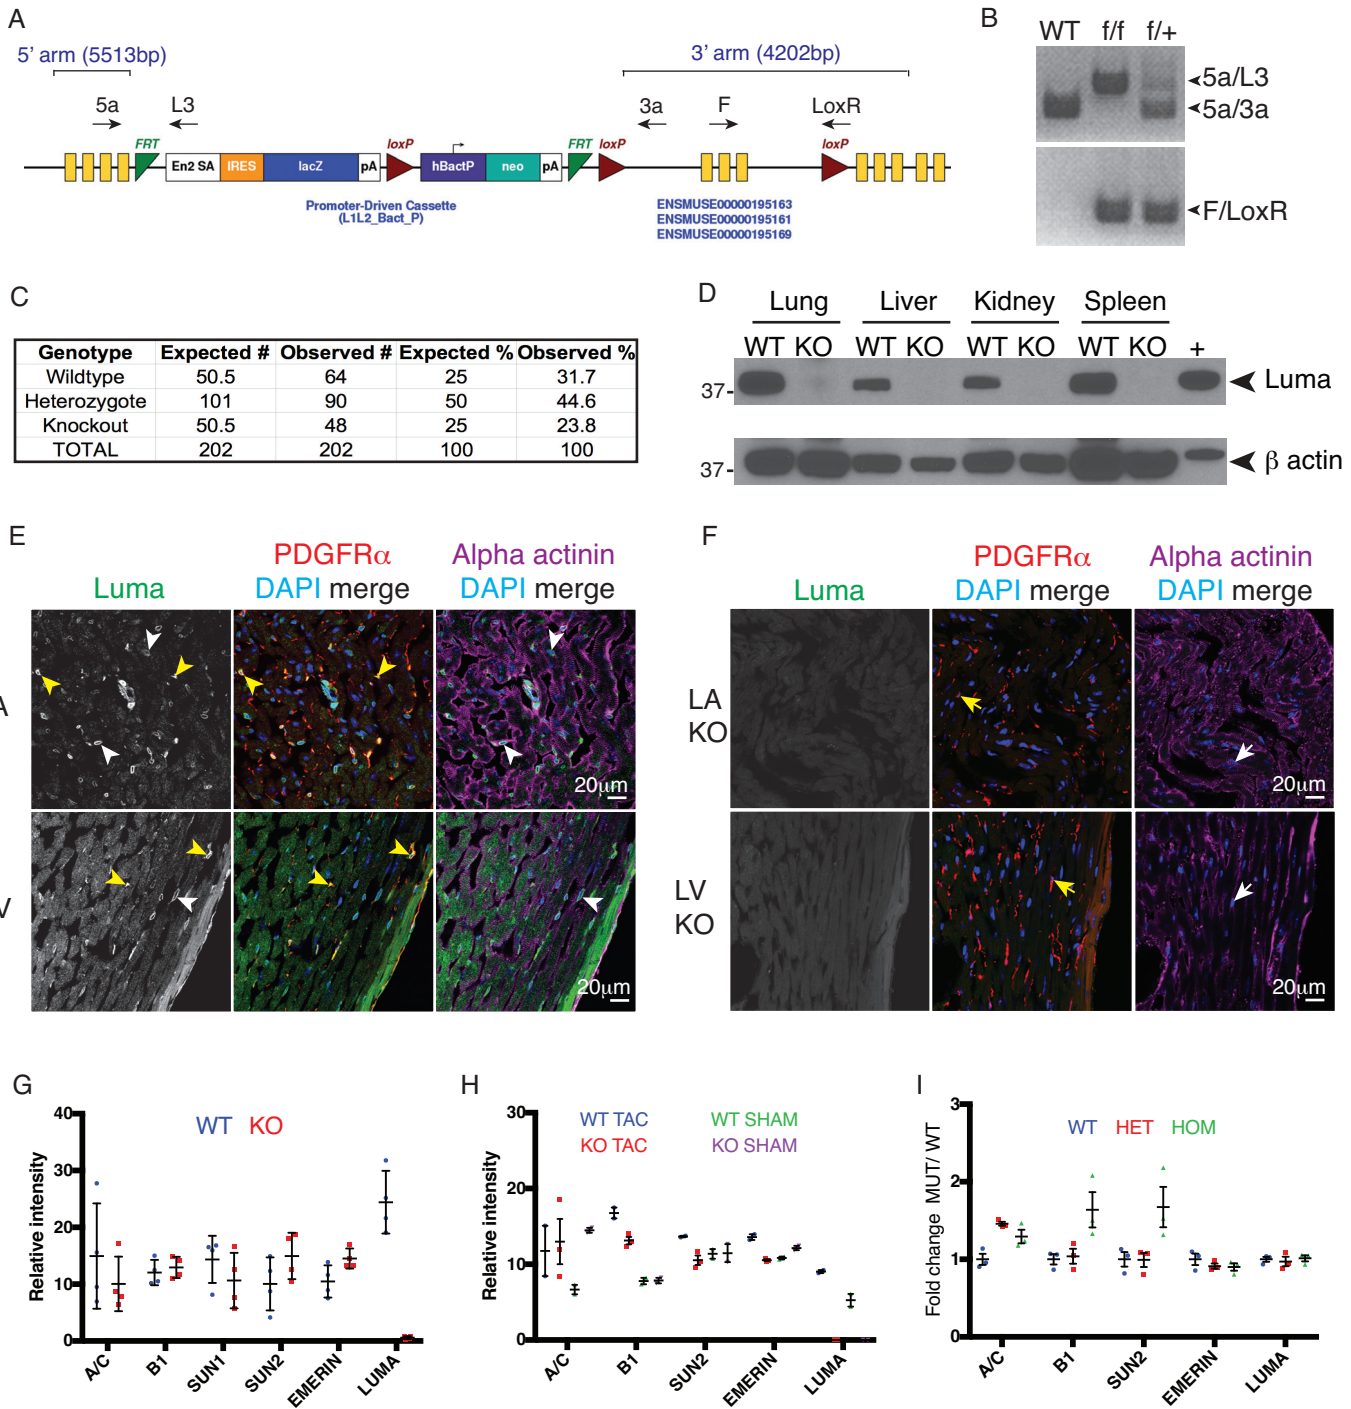 A
5' arm (5513bp)
3' arm (4202bp)
5a
L3
3a
F
LoxR
FRT
loxP
FRT
loxP
loxP
En2 SA
IRES
lacZ
pA
hBactP
neo
pA
Promoter-Driven Cassette
(L1L2_Bact_P)
ENSMUSE00000195163
ENSMUSE00000195161
ENSMUSE00000195169
B
WT f/f f/+
5a/L3
5a/3a
F/LoxR
C
Genotype Expected # Observed # Expected % Observed %
Wildtype 50.5 64 25 31.7
Heterozygote 101 90 50 44.6
Knockout 50.5 48 25 23.8
TOTAL 202 202 100 100
D
Lung Liver Kidney Spleen
WT KO WT KO WT KO WT KO +
37-
Luma
37-
β actin
E
Luma
PDGFRα
DAPI merge
Alpha actinin
DAPI merge
A
20μm
V
20μm
F
Luma
PDGFRα
DAPI merge
Alpha actinin
DAPI merge
LA
KO
20μm
LV
KO
20μm
G
WT KO
Relative intensity
40
30
20
10
0
A/C B1 SUN1 SUN2 EMERIN LUMA
H
WT TAC WT SHAM
KO TAC KO SHAM
Relative intensity
30
20
10
0
A/C B1 SUN2 EMERIN LUMA
I
WT HET HOM
Fold change MUT/ WT
3
2
1
0
A/C B1 SUN2 EMERIN LUMA